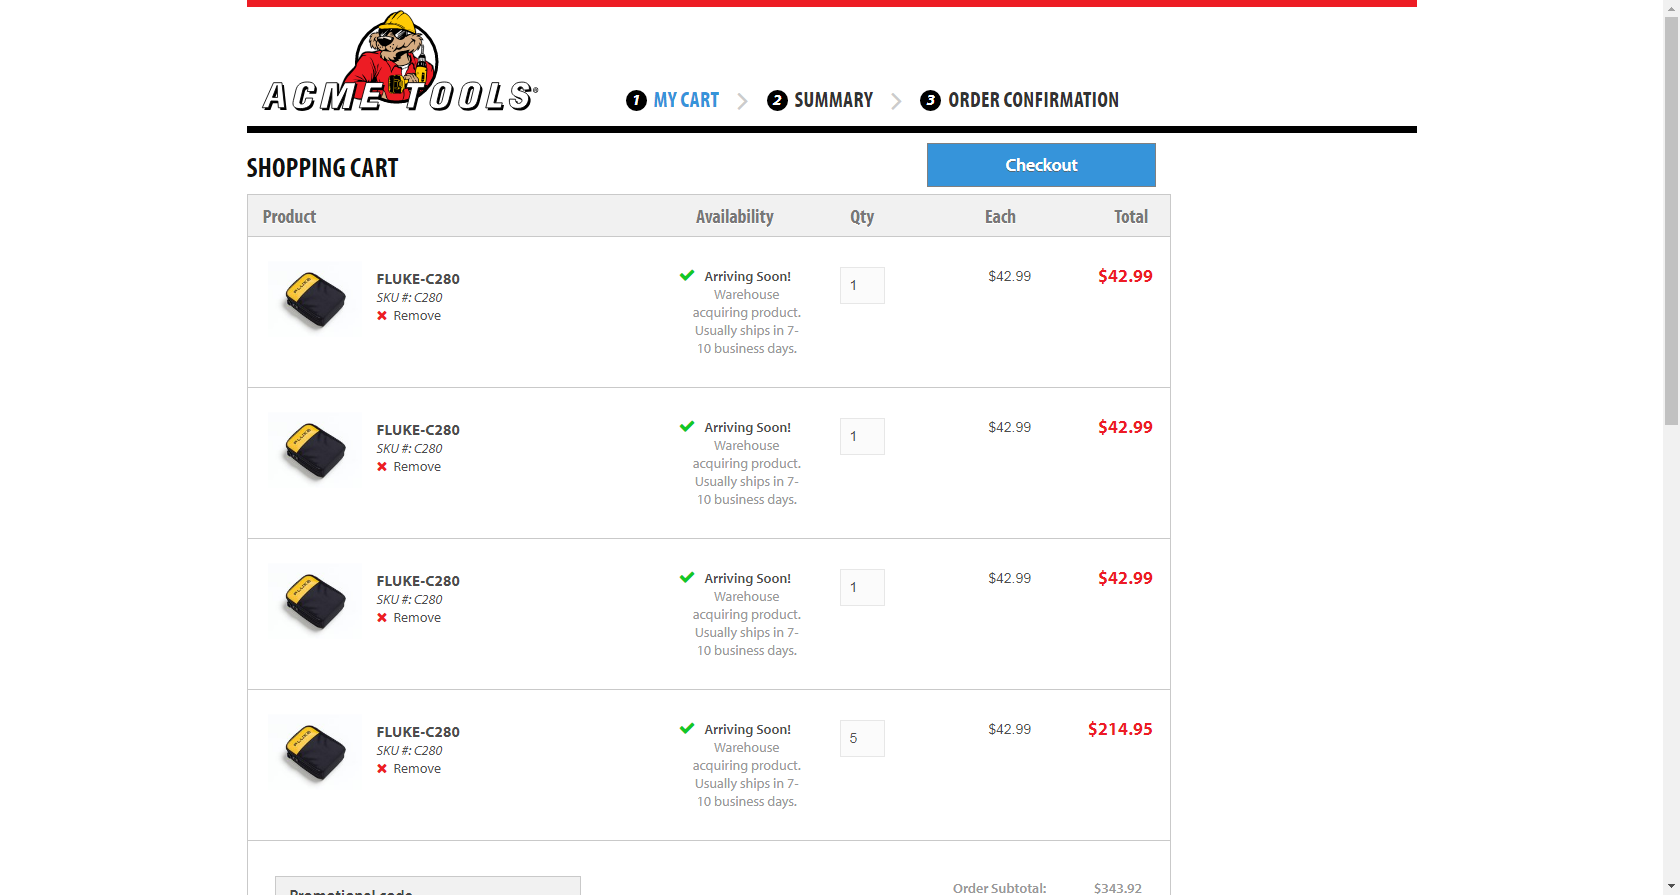 ACME TOOLS®
1 MY CART 2 SUMMARY 3 ORDER CONFIRMATION
SHOPPING CART
Checkout
Product Availability Qty Each Total
FLUKE-C280
SKU #: C280
Remove
Arriving Soon!
Warehouse
acquiring product.
Usually ships in 7-
10 business days.
1
$42.99
$42.99
FLUKE-C280
SKU #: C280
Remove
Arriving Soon!
Warehouse
acquiring product.
Usually ships in 7-
10 business days.
1
$42.99
$42.99
FLUKE-C280
SKU #: C280
Remove
Arriving Soon!
Warehouse
acquiring product.
Usually ships in 7-
10 business days.
1
$42.99
$42.99
FLUKE-C280
SKU #: C280
Remove
Arriving Soon!
Warehouse
acquiring product.
Usually ships in 7-
10 business days.
5
$42.99
$214.95
Promotional code
Order Subtotal: $343.92